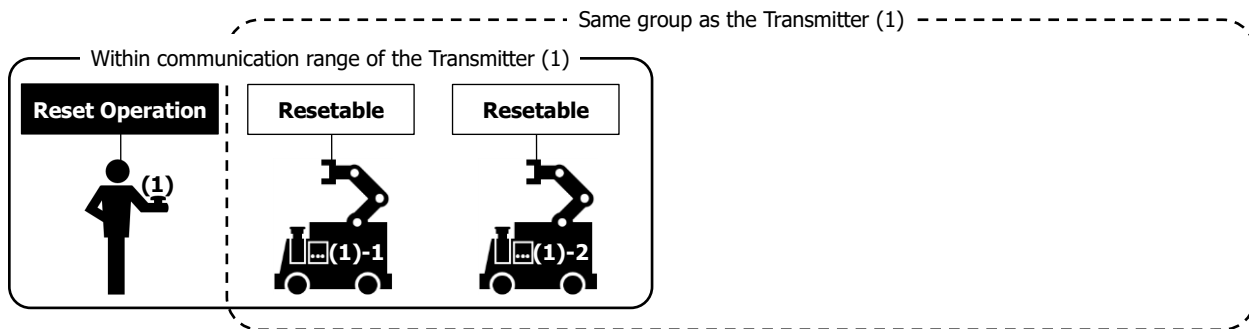 Same group as the Transmitter (1)
Within communication range of the Transmitter (1)
Reset Operation
Resetable
Resetable
(1)
...(1)-1
...(1)-2